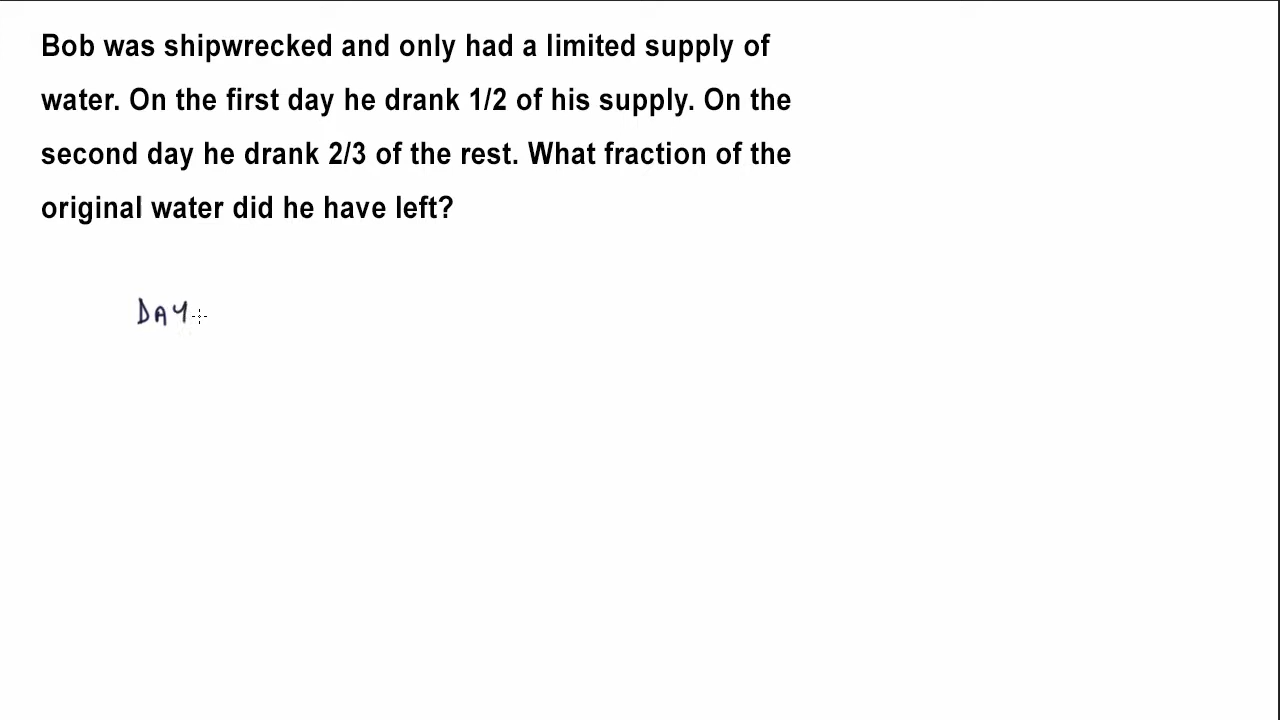 Bob was shipwrecked and only had a limited supply of
water. On the first day he drank 1/2 of his supply. On the
second day he drank 2/3 of the rest. What fraction of the
original water did he have left?
DAY